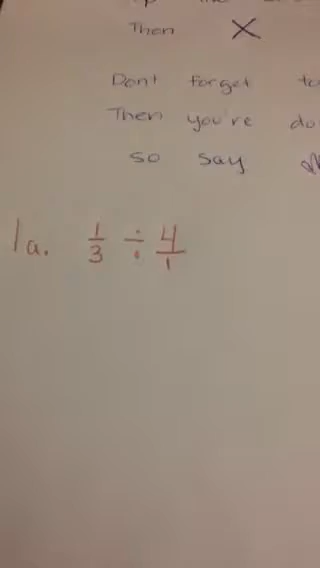 Then X
Dont forget
Then you're
so say
1a. 1/3 ÷ 4/1